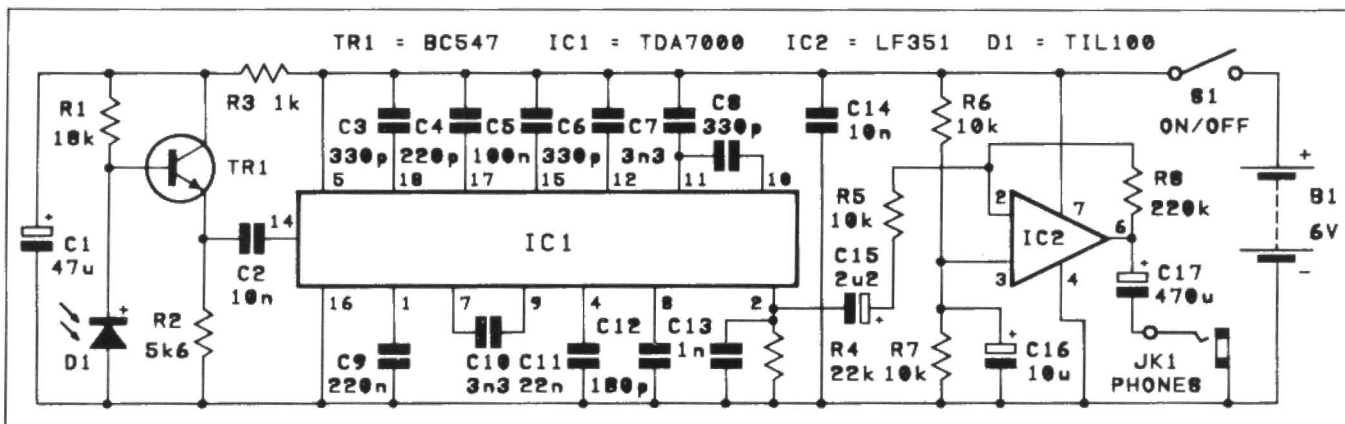 TR1 = BC547 IC1 = TDA7000 IC2 = LF351 D1 = TIL100
R1
18k
R3 1k
TR1
C1
47u
+
D1
+
R2
5k6
C2
10n
14
C3
330p
C4
220p
C5
100n
C6
330p
C7
3n3
C8
330p
5
18
17
15
12
11
10
IC1
16
1
7
9
4
8
2
C9
220n
C10
3n3
C11
22n
C12
180p
C13
1n
C14
10n
C15
2u2
+
R5
10k
R4
22k
R6
10k
R7
10k
C16
10u
+
2
3
IC2
7
4
6
R8
220k
C17
470u
+
JK1
PHONES
S1
ON/OFF
B1
6V
+
-